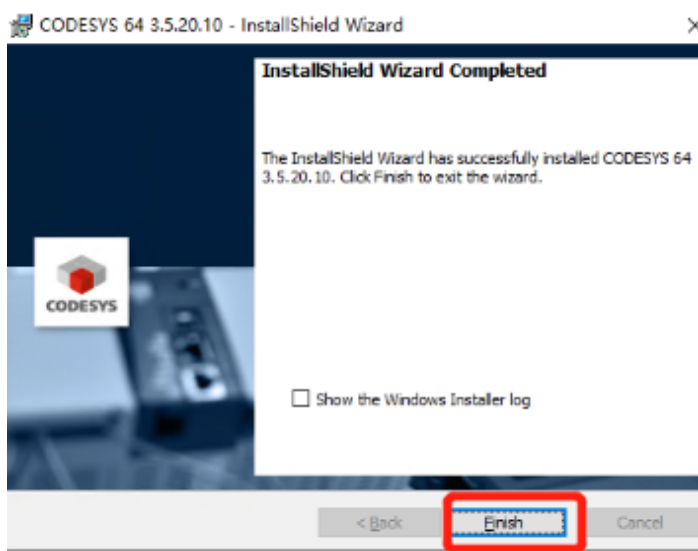 CODESYS 64 3.5.20.10 - InstallShield Wizard
InstallShield Wizard Completed
The InstallShield Wizard has successfully installed CODESYS 64
3.5.20.10. Click Finish to exit the wizard.
CODESYS
Show the Windows Installer log
< Back
Finish
Cancel